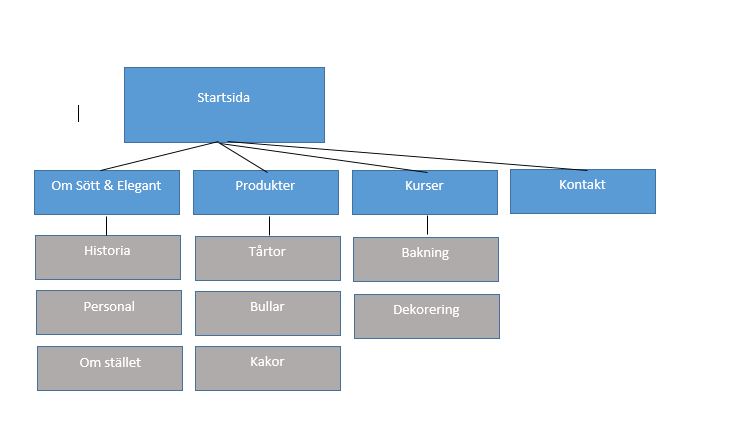 Startsida
Om Sött & Elegant
Produkter
Kurser
Kontakt
Historia
Tårtor
Bakning
Personal
Bullar
Dekorering
Om stället
Kakor